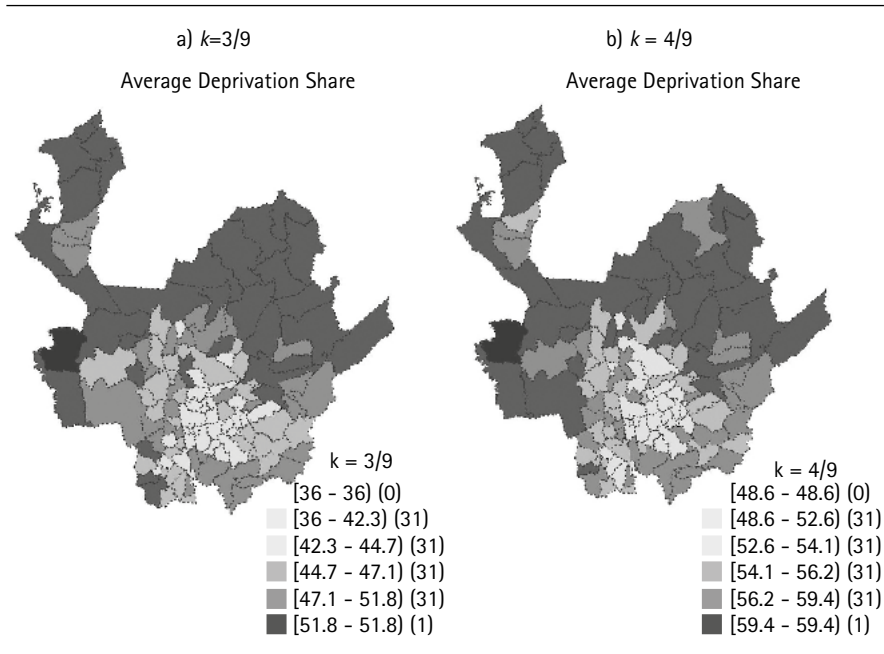 a) k=3/9
Average Deprivation Share
k = 3/9
[36 - 36) (0)
[36 - 42.3) (31)
[42.3 - 44.7) (31)
[44.7 - 47.1) (31)
[47.1 - 51.8) (31)
[51.8 - 51.8) (1)
b) k = 4/9
Average Deprivation Share
k = 4/9
[48.6 - 48.6) (0)
[48.6 - 52.6) (31)
[52.6 - 54.1) (31)
[54.1 - 56.2) (31)
[56.2 - 59.4) (31)
[59.4 - 59.4) (1)